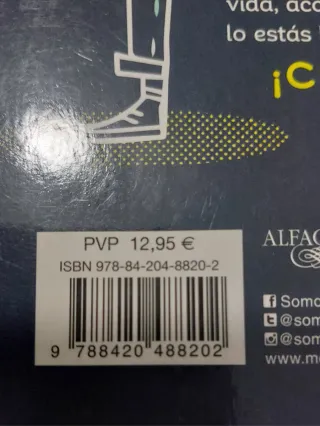 vida,
lo estás
¡C
PVP 12,95 €
ISBN 978-84-204-8820-2
9 788420 488202
ALFAG
Somo
@som
@som
www.m